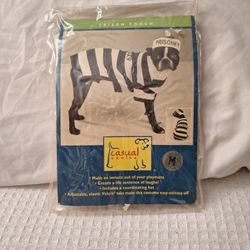 PRISON POOCH
PRISONER
casual
canine
M
• Make an inmate out of your playmate
• Create a life sentence of laughs!
• Includes a coordinating hat
• Adjustable, elastic Velcro tabs make this costume easy-on/easy-off